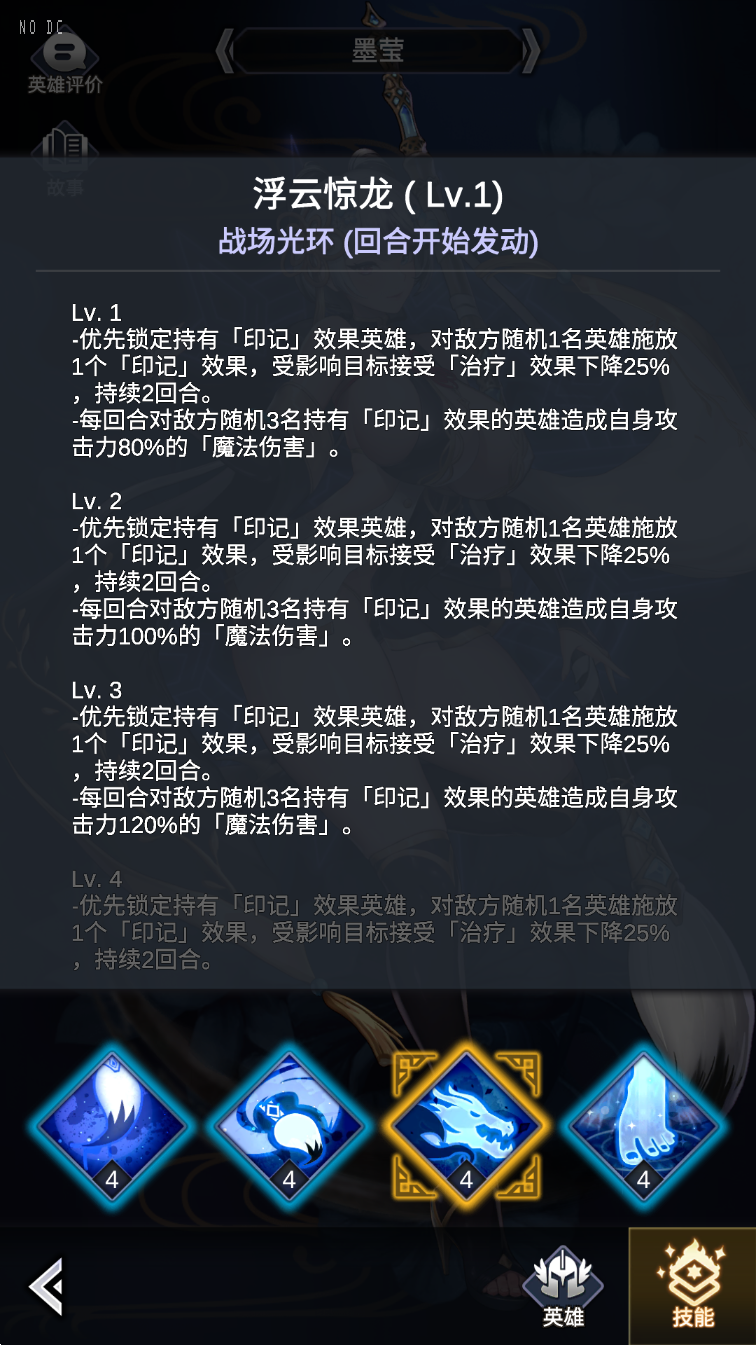 NO DC
墨莹
英雄评价
故事
浮云惊龙 ( Lv.1)
战场光环 (回合开始发动)
Lv. 1
-优先锁定持有「印记」效果英雄，对敌方随机1名英雄施放
1个「印记」效果，受影响目标接受「治疗」效果下降25%
，持续2回合。
-每回合对敌方随机3名持有「印记」效果的英雄造成自身攻
击力80%的「魔法伤害」。
Lv. 2
-优先锁定持有「印记」效果英雄，对敌方随机1名英雄施放
1个「印记」效果，受影响目标接受「治疗」效果下降25%
，持续2回合。
-每回合对敌方随机3名持有「印记」效果的英雄造成自身攻
击力100%的「魔法伤害」。
Lv. 3
-优先锁定持有「印记」效果英雄，对敌方随机1名英雄施放
1个「印记」效果，受影响目标接受「治疗」效果下降25%
，持续2回合。
-每回合对敌方随机3名持有「印记」效果的英雄造成自身攻
击力120%的「魔法伤害」。
Lv. 4
-优先锁定持有「印记」效果英雄，对敌方随机1名英雄施放
1个「印记」效果，受影响目标接受「治疗」效果下降25%
，持续2回合。
4
4
4
4
英雄
技能